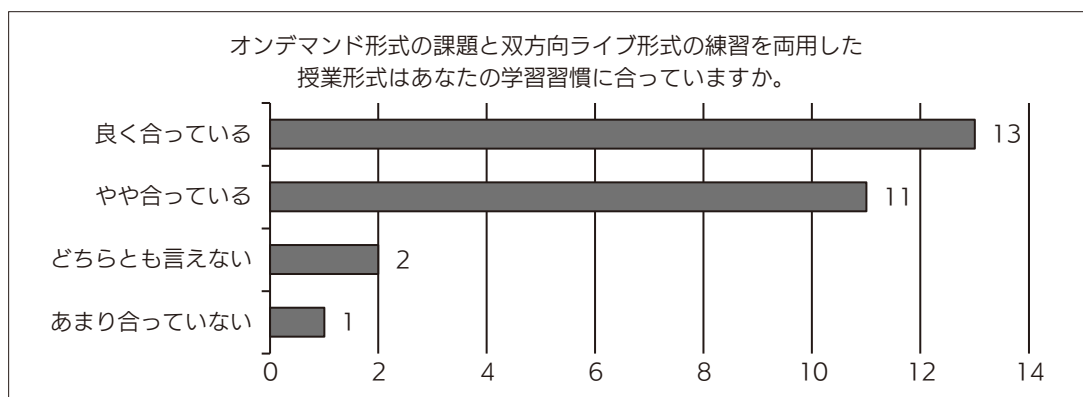 オンデマンド形式の課題と双方向ライブ形式の練習を両用した
授業形式はあなたの学習習慣に合っていますか。
良く合っている 13
やや合っている 11
どちらとも言えない 2
あまり合っていない 1
0 2 4 6 8 10 12 14